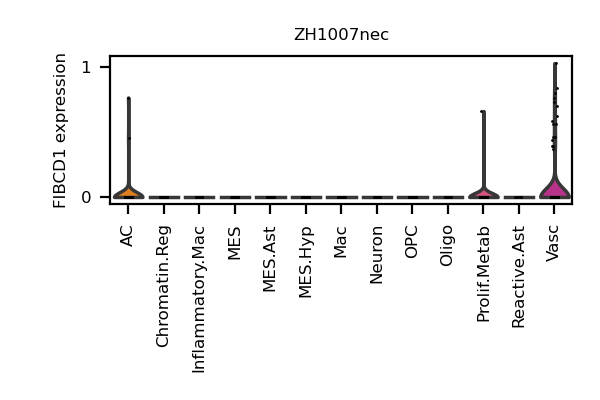 ZH1007nec
FIBCD1 expression
1
0
AC
Chromatin.Reg
Inflammatory.Mac
MES
MES.Ast
MES.Hyp
Mac
Neuron
OPC
Oligo
Prolif.Metab
Reactive.Ast
Vasc